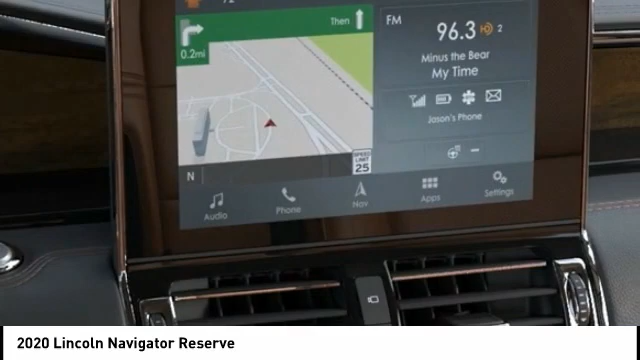 Then
FM
0.2mi
96.3 HD 2
Minus the Bear
My Time
Jason's Phone
SPEED
LIMIT
25
N
Audio
Phone
Nav
Apps
Settings
2020 Lincoln Navigator Reserve